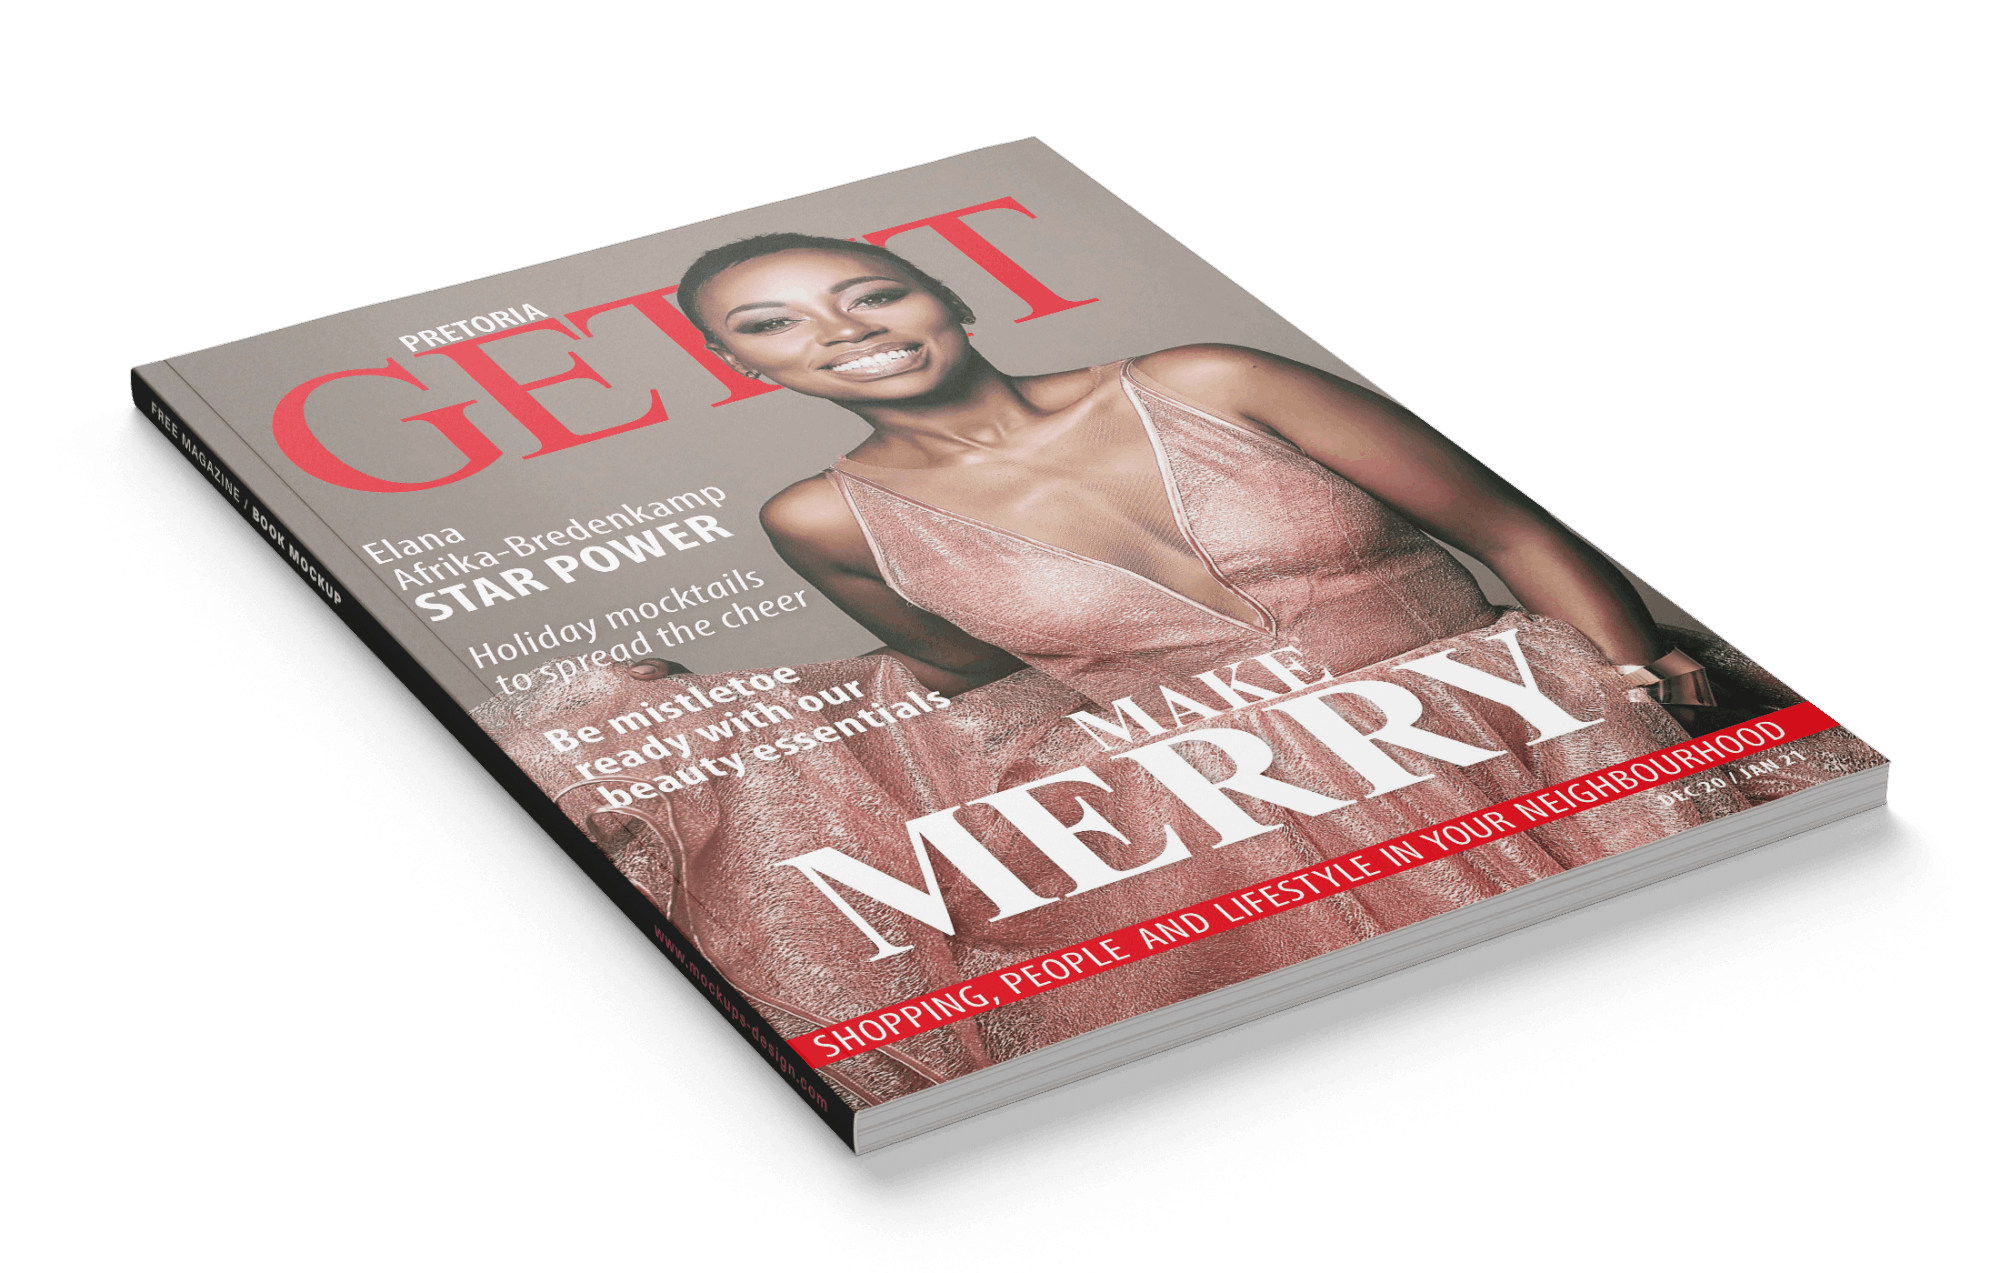 PRETORIA
GET IT
Elana
Afrika-Bredenkamp
STAR POWER
Holiday mocktails
to spread the cheer
Be mistletoe
ready with our
beauty essentials
MAKE
MERRY
SHOPPING, PEOPLE AND LIFESTYLE IN YOUR NEIGHBOURHOOD
DEC 20 / JAN 21
FREE MAGAZINE / BOOK MOCKUP
www.mockups-design.com